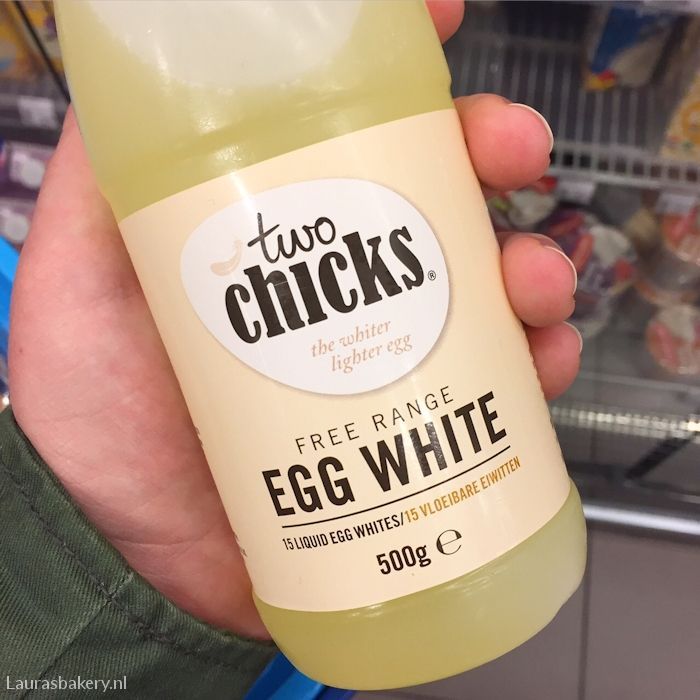 two
chicks®
the whiter
lighter egg
FREE RANGE
EGG WHITE
15 LIQUID EGG WHITES/15 VLOEIBARE EIWITTEN
500g ℮
Laurasbakery.nl